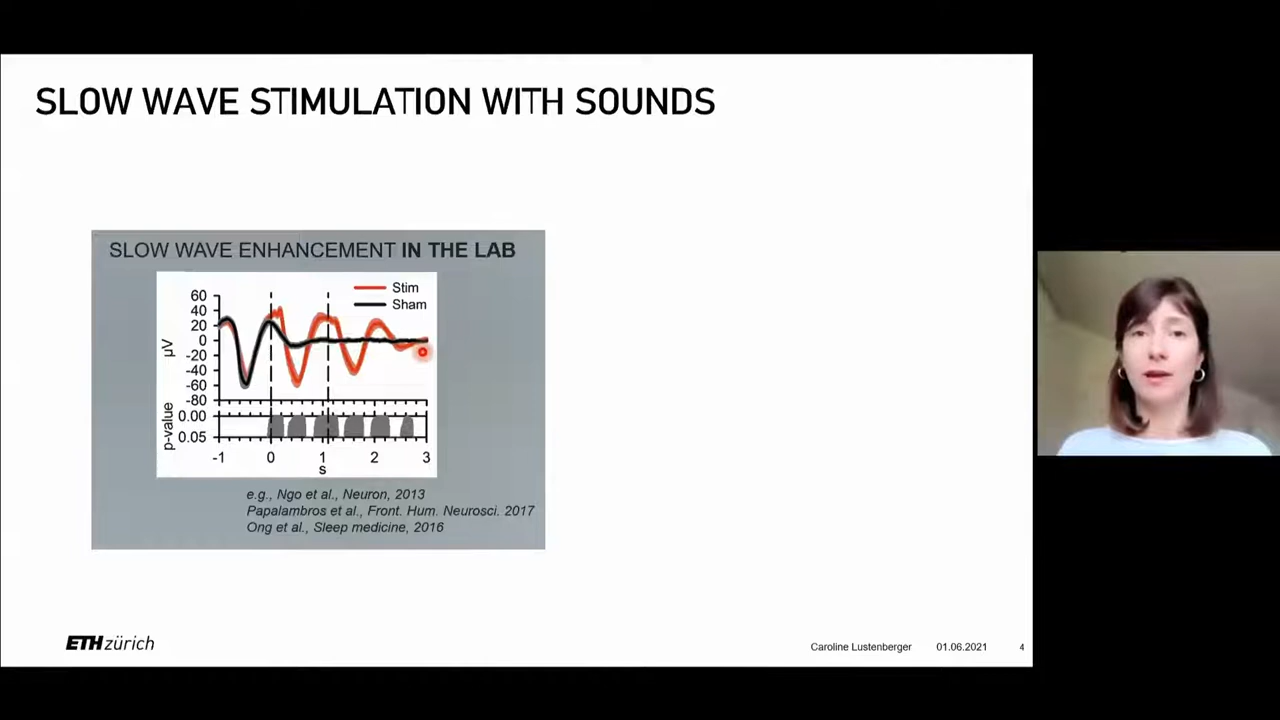 SLOW WAVE STIMULATION WITH SOUNDS
SLOW WAVE ENHANCEMENT IN THE LAB
Stim
Sham
60
40
20
0
-20
-40
-60
-80
µV
0.00
0.05
p-value
-1 0 1 2 3
s
e.g., Ngo et al., Neuron, 2013
Papalambros et al., Front. Hum. Neurosci. 2017
Ong et al., Sleep medicine, 2016
ETH zürich
Caroline Lustenberger 01.06.2021 4